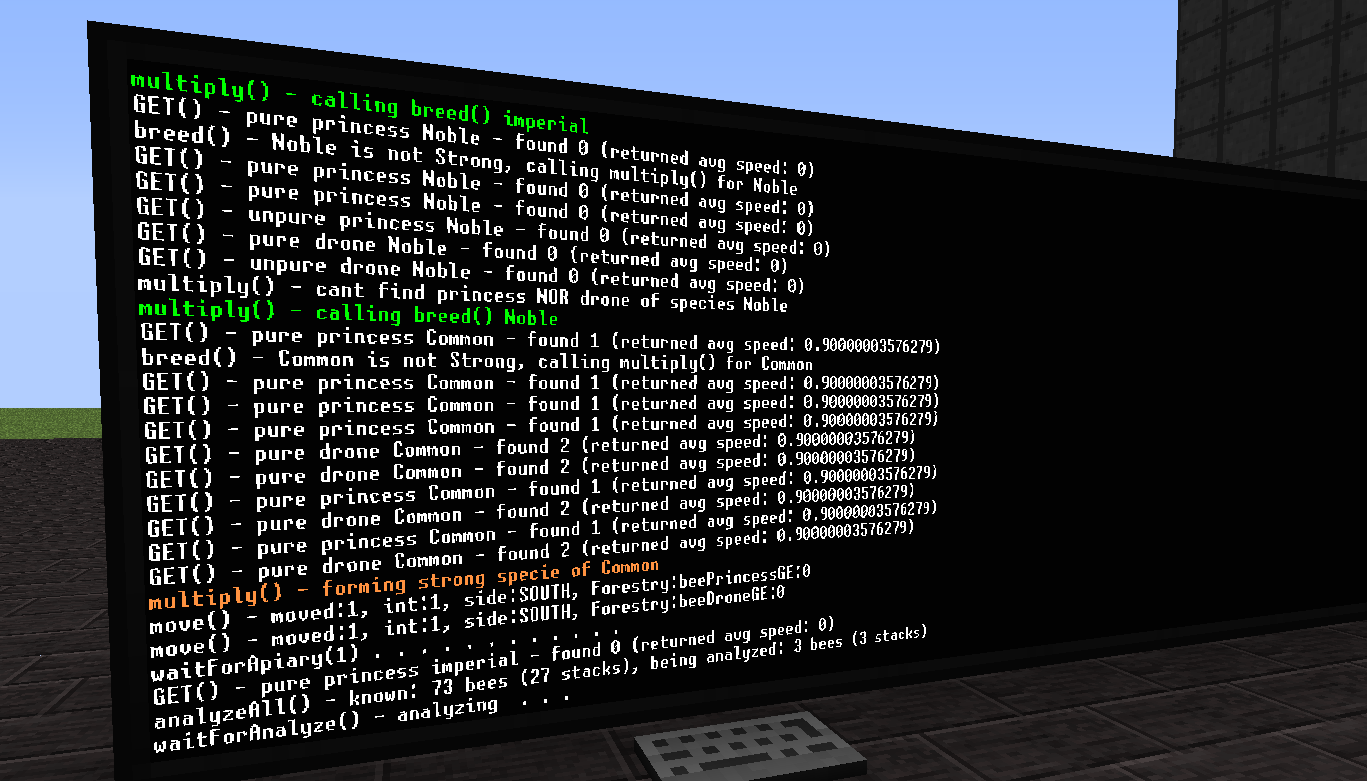 multiply() - calling breed() imperial
GET() - pure princess Noble - found 0 (returned avg speed: 0)
breed() - Noble is not Strong, calling multiply() for Noble
GET() - pure princess Noble - found 0 (returned avg speed: 0)
GET() - pure princess Noble - found 0 (returned avg speed: 0)
GET() - unpure princess Noble - found 0 (returned avg speed: 0)
GET() - pure drone Noble - found 0 (returned avg speed: 0)
GET() - unpure drone Noble - found 0 (returned avg speed: 0)
multiply() - cant find princess NOR drone of species Noble
multiply() - calling breed() Noble
GET() - pure princess Common - found 1 (returned avg speed: 0.90000003576279)
breed() - Common is not Strong, calling multiply() for Common
GET() - pure princess Common - found 1 (returned avg speed: 0.90000003576279)
GET() - pure princess Common - found 1 (returned avg speed: 0.90000003576279)
GET() - pure princess Common - found 1 (returned avg speed: 0.90000003576279)
GET() - pure drone Common - found 2 (returned avg speed: 0.90000003576279)
GET() - pure drone Common - found 2 (returned avg speed: 0.90000003576279)
GET() - pure princess Common - found 1 (returned avg speed: 0.90000003576279)
GET() - pure drone Common - found 2 (returned avg speed: 0.90000003576279)
GET() - pure princess Common - found 1 (returned avg speed: 0.90000003576279)
GET() - pure drone Common - found 2 (returned avg speed: 0.90000003576279)
multiply() - forming strong specie of Common
move() - moved:1, int:1, side:SOUTH, Forestry:beePrincessGE:0
move() - moved:1, int:1, side:SOUTH, Forestry:beeDroneGE:0
waitForApiary(1) . . . . . . . . . . . . .
GET() - pure princess imperial - found 0 (returned avg speed: 0)
analyzeAll() - known: 73 bees (27 stacks), being analyzed: 3 bees (3 stacks)
waitForAnalyze() - analyzing . . .